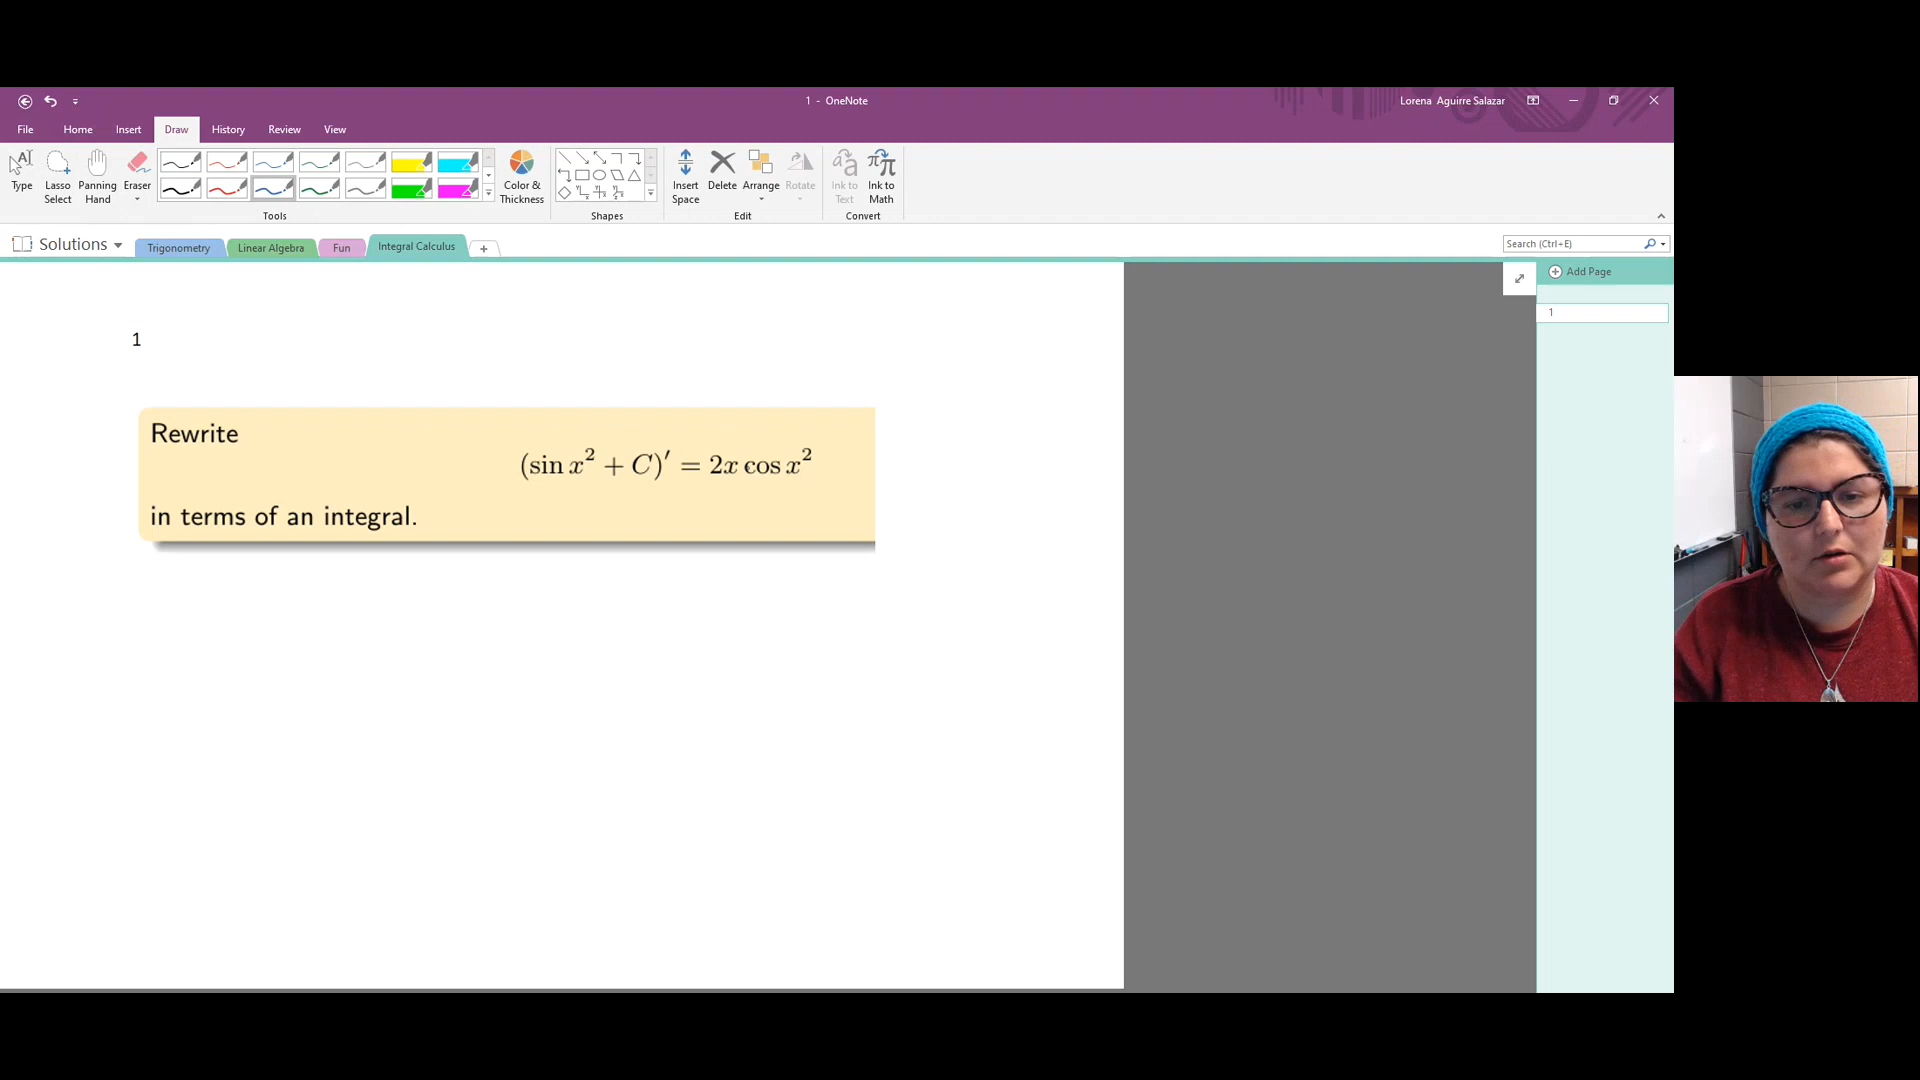 1 - OneNote
Lorena Aguirre Salazar
File Home Insert Draw History Review View
Type
Lasso Select
Panning Hand
Eraser
Color & Thickness
Insert Space
Delete
Arrange
Rotate
Ink to Text
Ink to Math
Tools
Shapes
Edit
Convert
Solutions
Trigonometry
Linear Algebra
Fun
Integral Calculus
Search (Ctrl+E)
Add Page
1
1
Rewrite
(sin x² + C)′ = 2x cos x²
in terms of an integral.